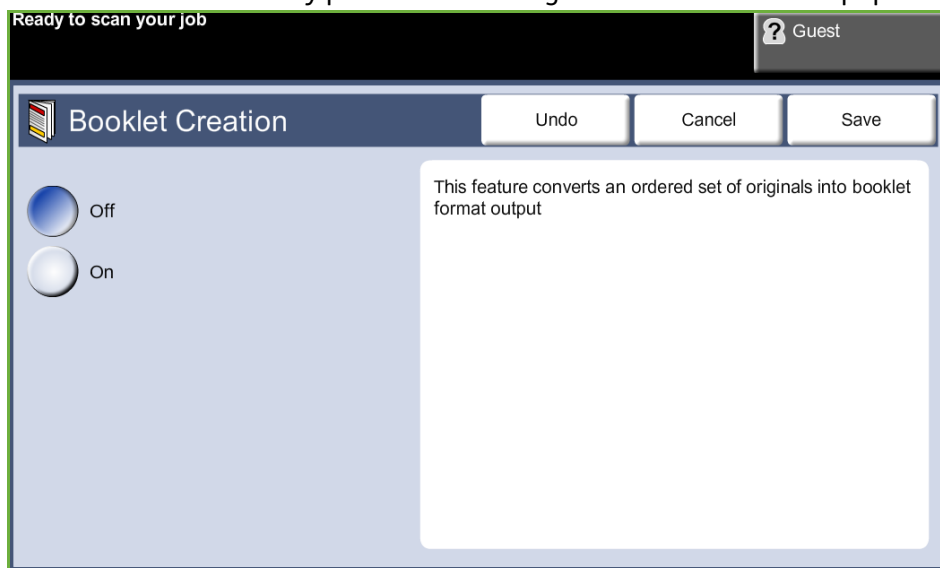 Ready to scan your job
? Guest
Booklet Creation
Undo
Cancel
Save
This feature converts an ordered set of originals into booklet
format output
Off
On